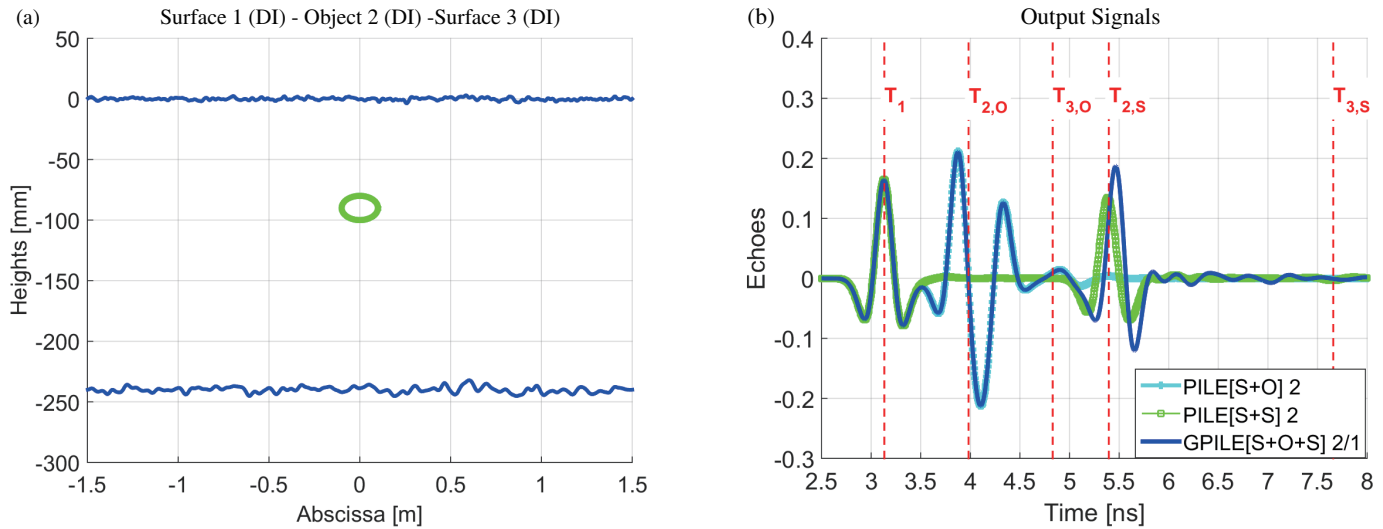 (a)
Surface 1 (DI) - Object 2 (DI) -Surface 3 (DI)
50
0
-50
-100
-150
-200
-250
-300
Heights [mm]
-1.5
-1
-0.5
0
0.5
1
1.5
Abscissa [m]
(b)
Output Signals
0.4
0.3
0.2
0.1
0
-0.1
-0.2
-0.3
Echoes
T1
T2,O
T3,O
T2,S
T3,S
PILE[S+O] 2
PILE[S+S] 2
GPILE[S+O+S] 2/1
2.5
3
3.5
4
4.5
5
5.5
6
6.5
7
7.5
8
Time [ns]